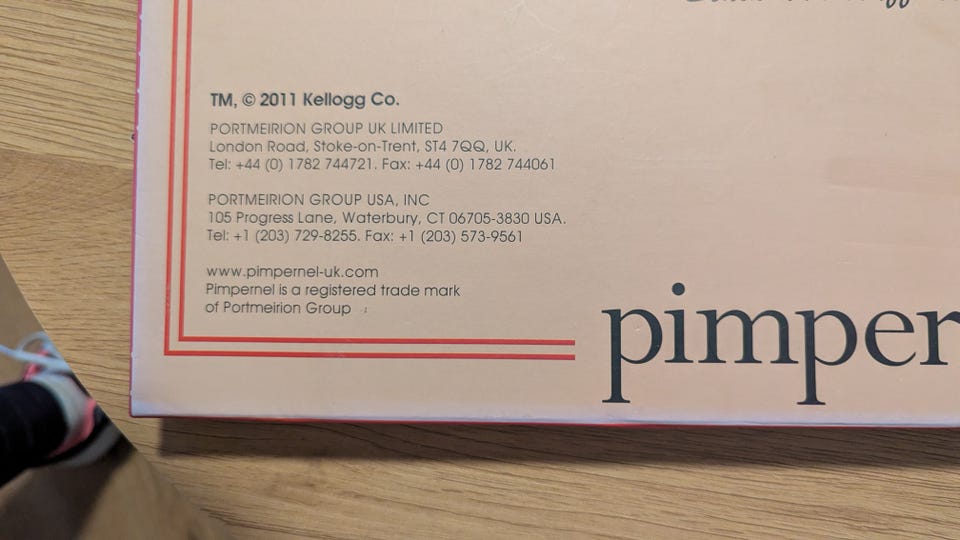 TM, © 2011 Kellogg Co.
PORTMEIRION GROUP UK LIMITED
London Road, Stoke-on-Trent, ST4 7QQ, UK.
Tel: +44 (0) 1782 744721. Fax: +44 (0) 1782 744061
PORTMEIRION GROUP USA, INC
105 Progress Lane, Waterbury, CT 06705-3830 USA.
Tel: +1 (203) 729-8255. Fax: +1 (203) 573-9561
www.pimpernel-uk.com
Pimpernel is a registered trade mark
of Portmeirion Group
pimper